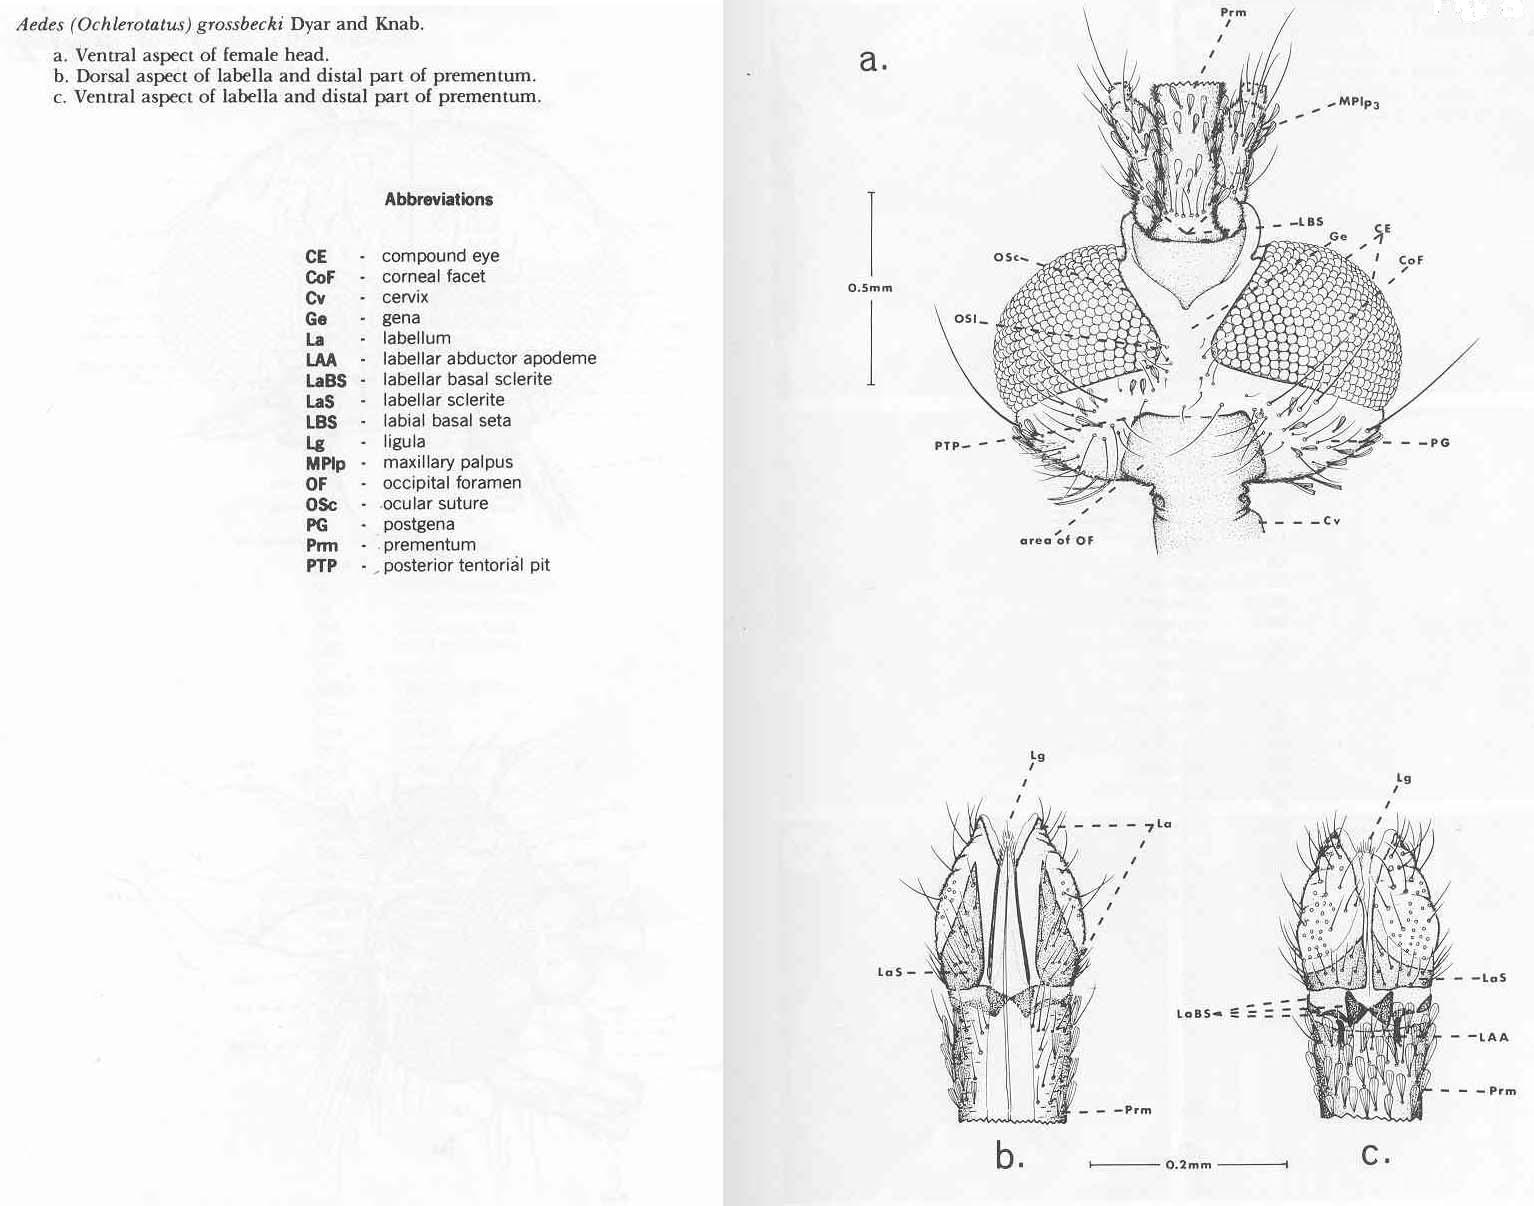 Aedes (Ochlerotatus) grossbecki Dyar and Knab.
a. Ventral aspect of female head.
b. Dorsal aspect of labella and distal part of prementum.
c. Ventral aspect of labella and distal part of prementum.
Abbreviations
CE - compound eye
CoF - corneal facet
Cv - cervix
Ge - gena
La - labellum
LAA - labellar abductor apodeme
LaBS - labellar basal sclerite
LaS - labellar sclerite
LBS - labial basal seta
Lg - ligula
MPlp - maxillary palpus
OF - occipital foramen
OSc - ocular suture
PG - postgena
Prm - prementum
PTP - posterior tentorial pit
a.
Prm
MPlp3
LBS
Ge
CE
CoF
OSc
0.5mm
OSl
PTP
PG
Cv
area of OF
Lg
La
LaS
Prm
b.
Lg
LaS
LaBS
LAA
Prm
c.
0.2mm